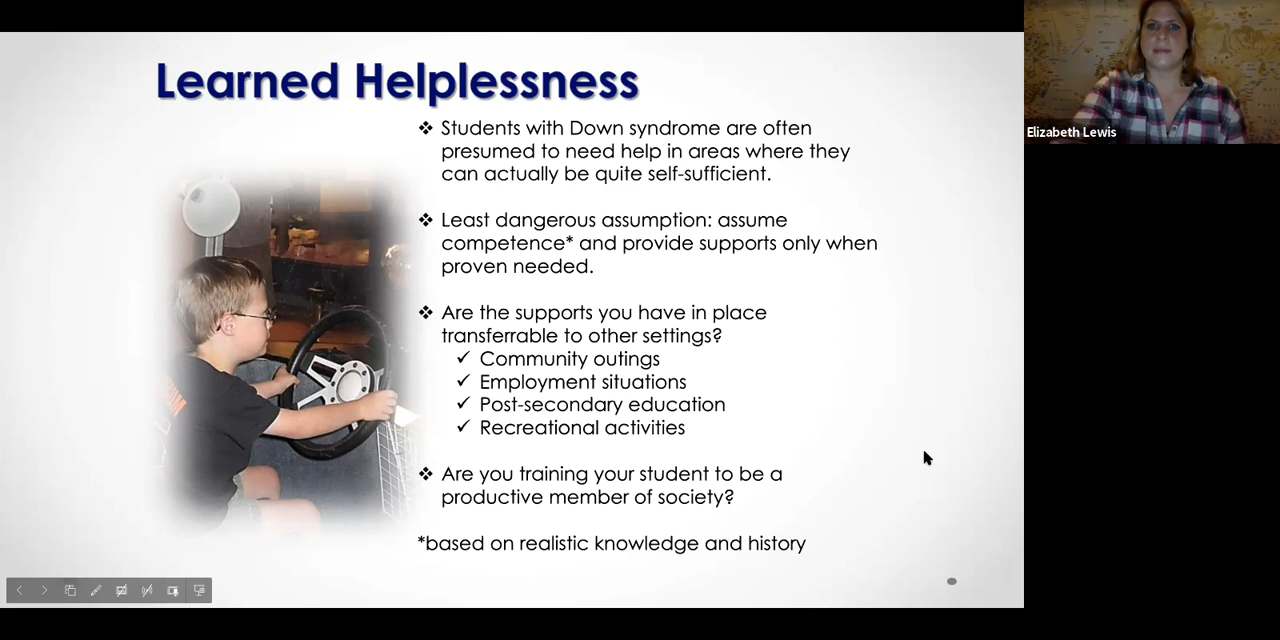 Learned Helplessness
❖ Students with Down syndrome are often
presumed to need help in areas where they
can actually be quite self-sufficient.
❖ Least dangerous assumption: assume
competence* and provide supports only when
proven needed.
❖ Are the supports you have in place
transferrable to other settings?
✓ Community outings
✓ Employment situations
✓ Post-secondary education
✓ Recreational activities
❖ Are you training your student to be a
productive member of society?
*based on realistic knowledge and history
Elizabeth Lewis